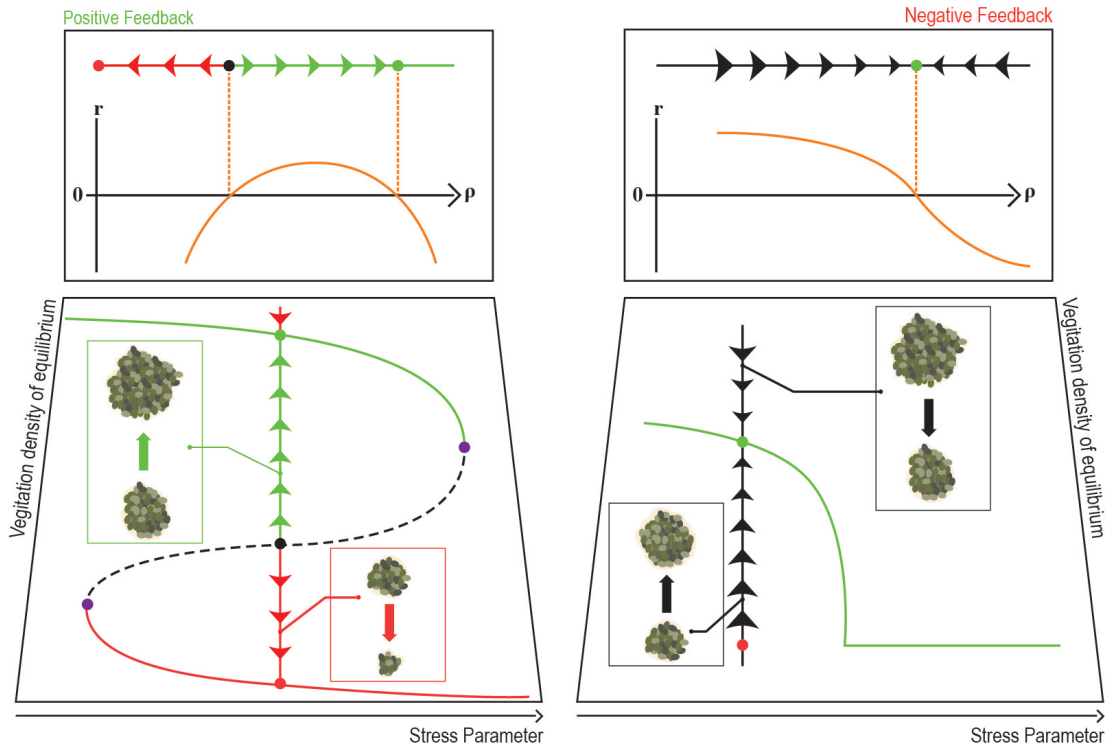 Positive Feedback
Negative Feedback
r
0
ρ
r
0
ρ
Vegitation density of equilibrium
Vegitation density of equilibrium
Stress Parameter
Stress Parameter